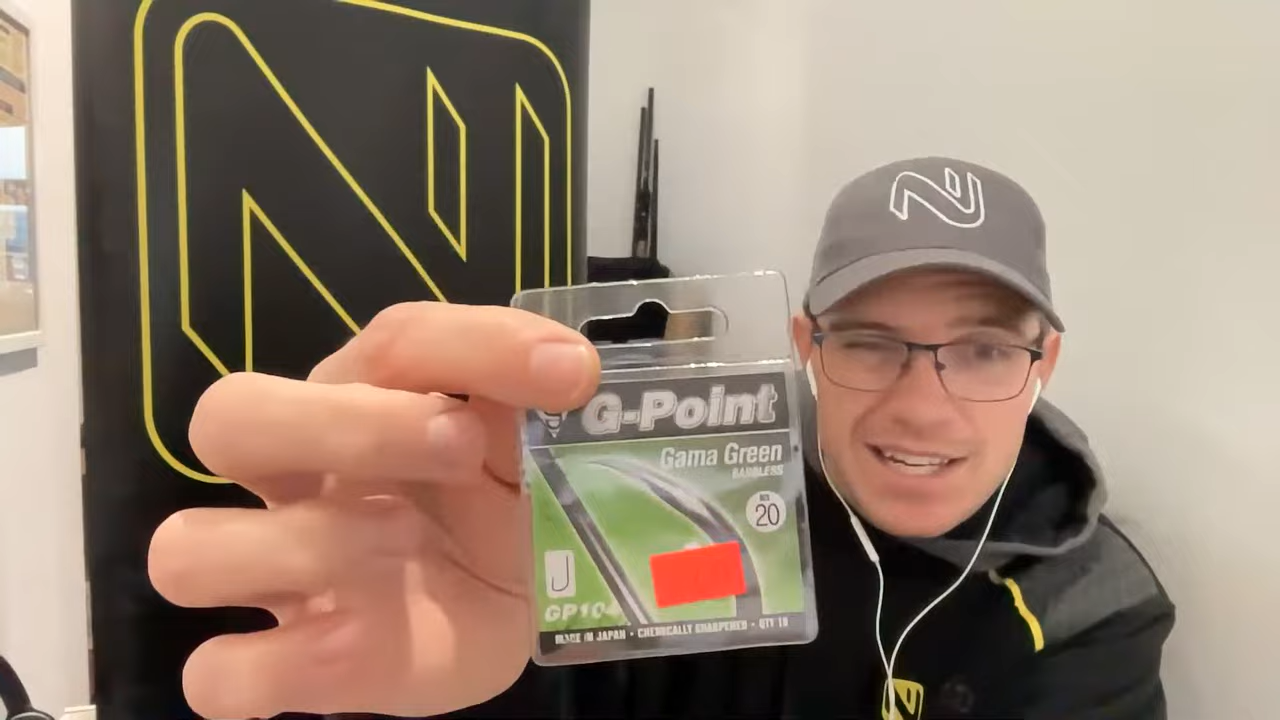 G-Point
Gama Green
BARBLESS
20
GP104
MADE IN JAPAN • CHEMICALLY SHARPENED • QTY 10